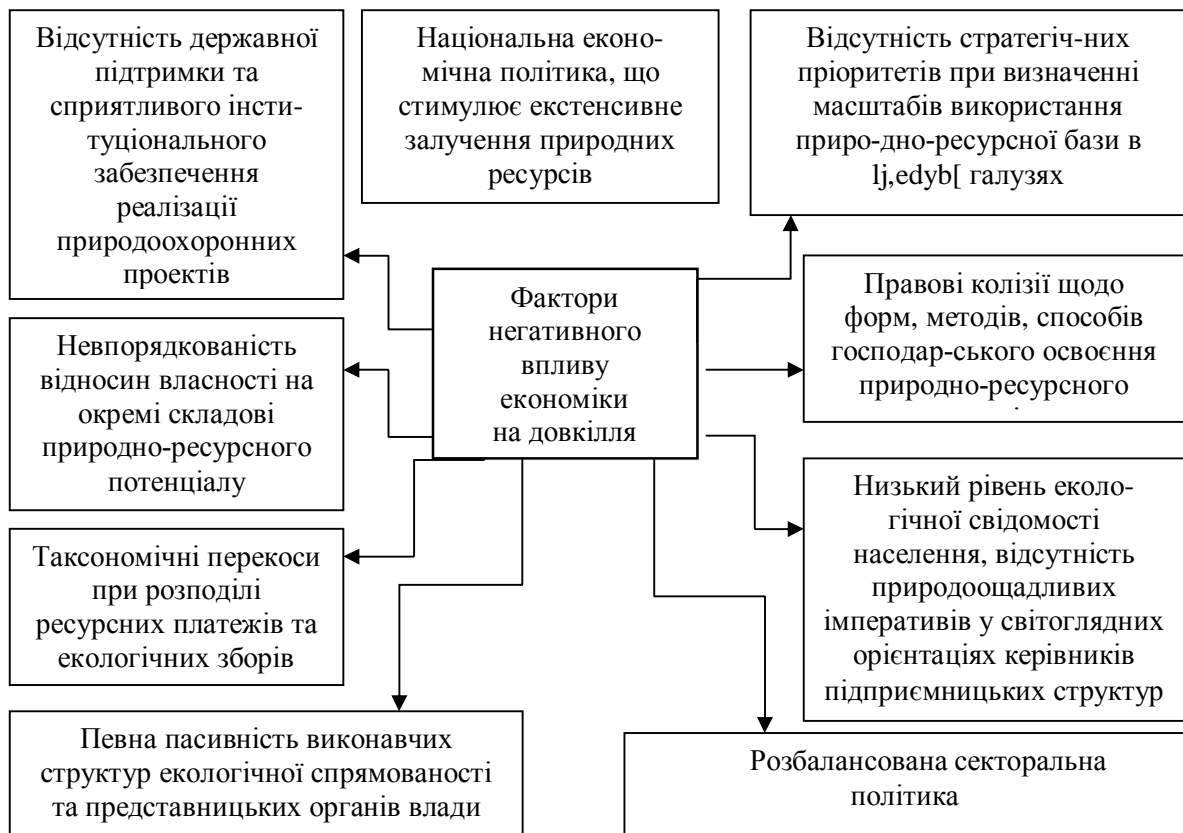 Відсутність державної
підтримки та
сприятливого інсти-
туціонального
забезпечення
реалізації
природоохоронних
проектів
Національна еконо-
мічна політика, що
стимулює екстенсивне
залучення природних
ресурсів
Відсутність стратегіч-них
пріоритетів при визначенні
масштабів використання
приро-дно-ресурсної бази в
lj,edyb[ галузях
Фактори
негативного
впливу
економіки
на довкілля
Правові колізії щодо
форм, методів, способів
господар-ського освоєння
природно-ресурсного
Невпорядкованість
відносин власності на
окремі складові
природно-ресурсного
потенціалу
Низький рівень еколо-
гічної свідомості
населення, відсутність
природоощадливих
імперативів у світоглядних
орієнтаціях керівників
підприємницьких структур
Таксономічні перекоси
при розподілі
ресурсних платежів та
екологічних зборів
Певна пасивність виконавчих
структур екологічної спрямованості
та представницьких органів влади
Розбалансована секторальна
політика